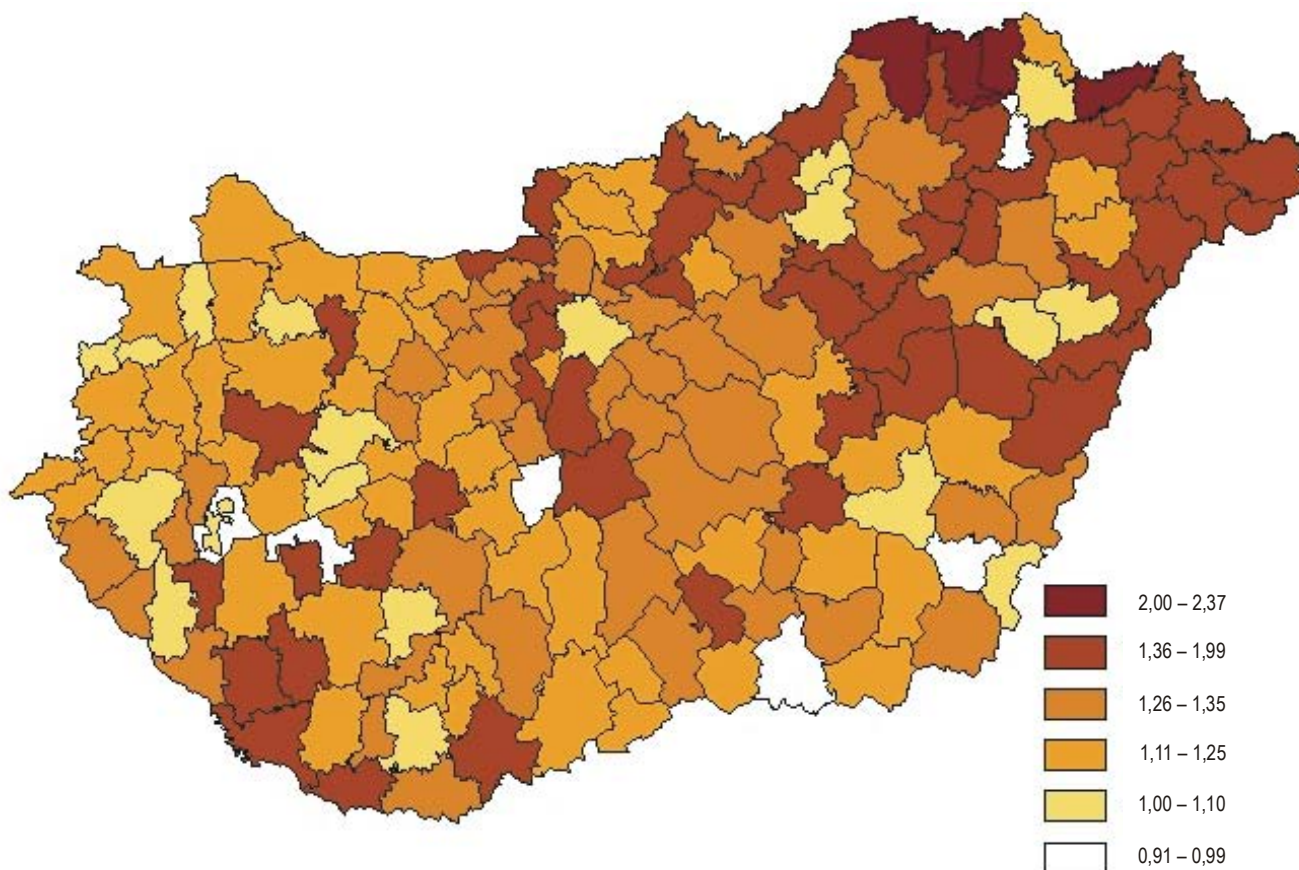 2,00 – 2,37
1,36 – 1,99
1,26 – 1,35
1,11 – 1,25
1,00 – 1,10
0,91 – 0,99